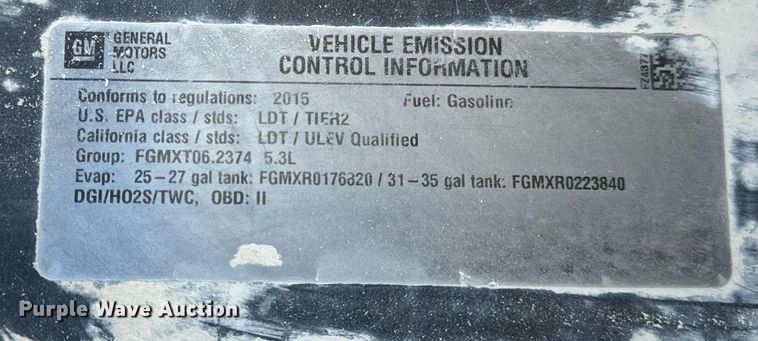 GM
GENERAL
MOTORS
LLC
VEHICLE EMISSION
CONTROL INFORMATION
Conforms to regulations: 2015 Fuel: Gasoline
U.S. EPA class / stds: LDT / TIER2
California class / stds: LDT / ULEV Qualified
Group: FGMXT06.2374 5.3L
Evap: 25-27 gal tank: FGMXR0176820 / 31-35 gal tank: FGMXR0223840
DGI/HO2S/TWC, OBD: II
Purple Wave Auction